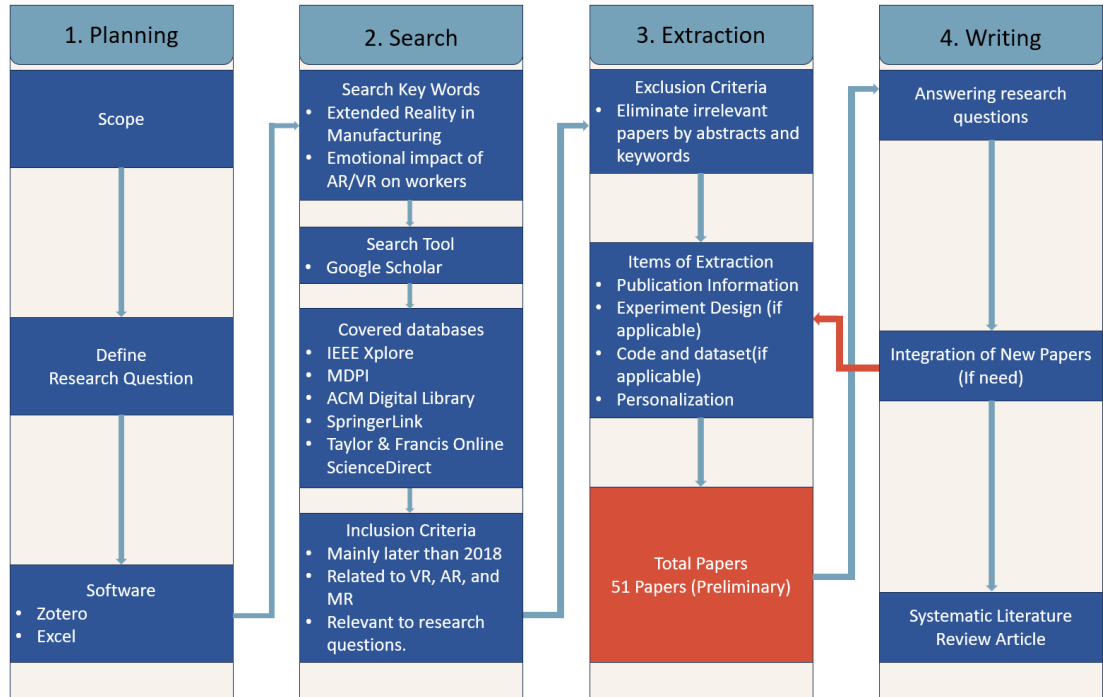 1. Planning
Scope
Define
Research Question
Software
• Zotero
• Excel
2. Search
Search Key Words
• Extended Reality in
Manufacturing
• Emotional impact of
AR/VR on workers
Search Tool
• Google Scholar
Covered databases
• IEEE Xplore
• MDPI
• ACM Digital Library
• SpringerLink
• Taylor & Francis Online
ScienceDirect
Inclusion Criteria
• Mainly later than 2018
• Related to VR, AR, and
MR
• Relevant to research
questions.
3. Extraction
Exclusion Criteria
• Eliminate irrelevant
papers by abstracts and
keywords
Items of Extraction
• Publication Information
• Experiment Design (if
applicable)
• Code and dataset(if
applicable)
• Personalization
Total Papers
51 Papers (Preliminary)
4. Writing
Answering research
questions
Integration of New Papers
(If need)
Systematic Literature
Review Article